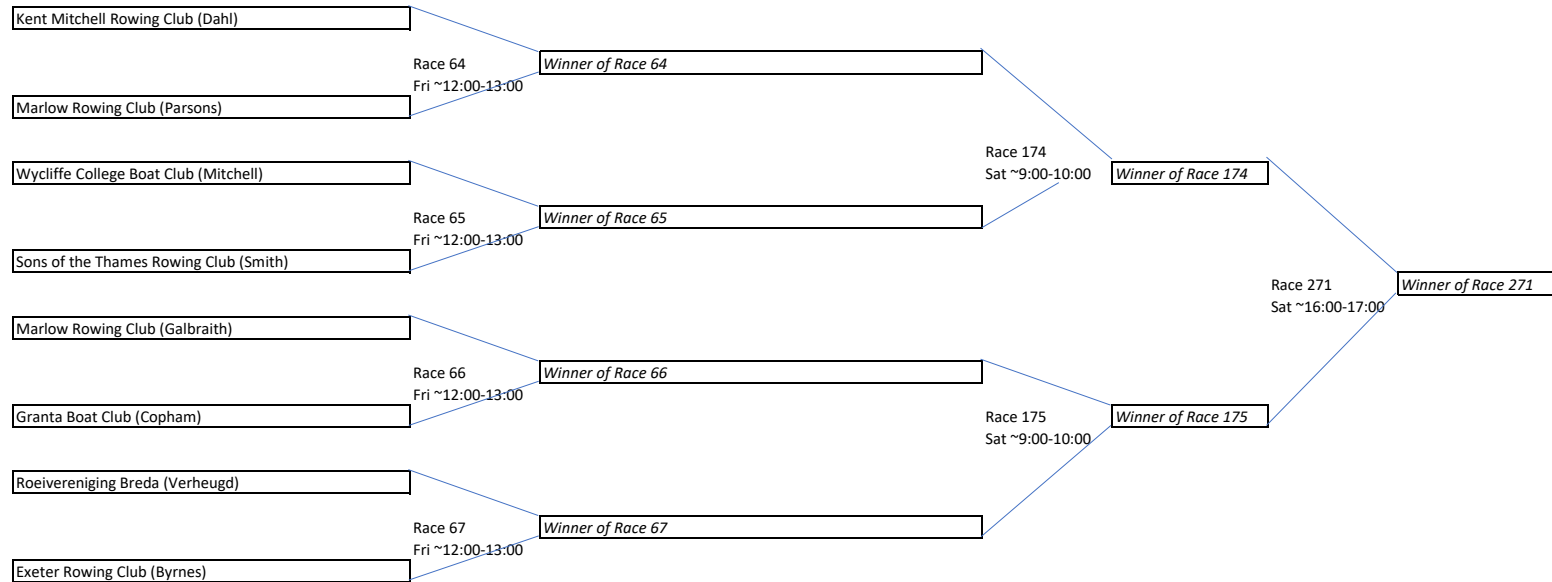 Kent Mitchell Rowing Club (Dahl)
Race 64
Fri ~12:00-13:00
Winner of Race 64
Marlow Rowing Club (Parsons)
Race 174
Sat ~9:00-10:00
Winner of Race 174
Wycliffe College Boat Club (Mitchell)
Race 65
Fri ~12:00-13:00
Winner of Race 65
Sons of the Thames Rowing Club (Smith)
Race 271
Sat ~16:00-17:00
Winner of Race 271
Marlow Rowing Club (Galbraith)
Race 66
Fri ~12:00-13:00
Winner of Race 66
Granta Boat Club (Copham)
Race 175
Sat ~9:00-10:00
Winner of Race 175
Roeivereniging Breda (Verheugd)
Race 67
Fri ~12:00-13:00
Winner of Race 67
Exeter Rowing Club (Byrnes)